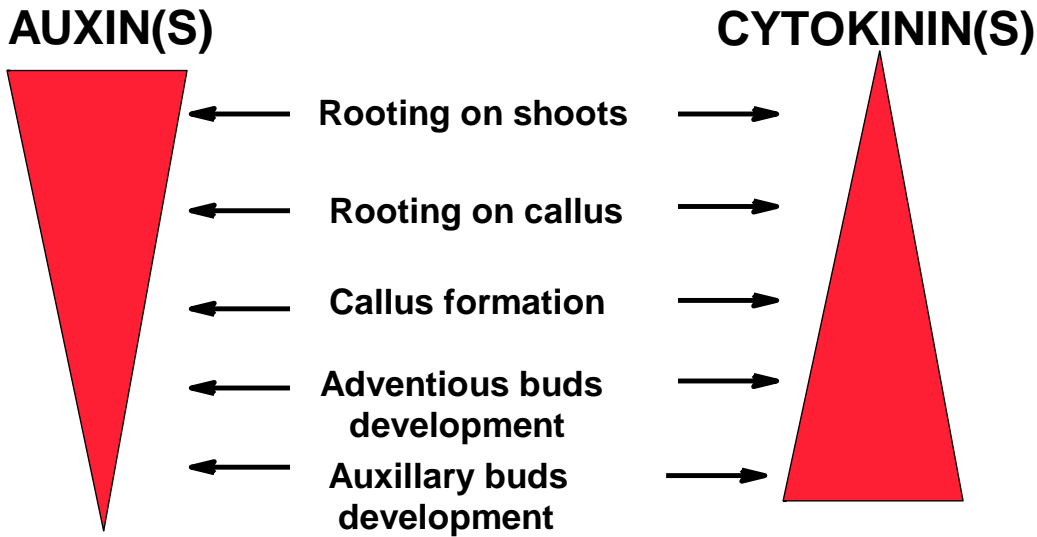 AUXIN(S)
CYTOKININ(S)
Rooting on shoots
Rooting on callus
Callus formation
Adventious buds
development
Auxillary buds
development